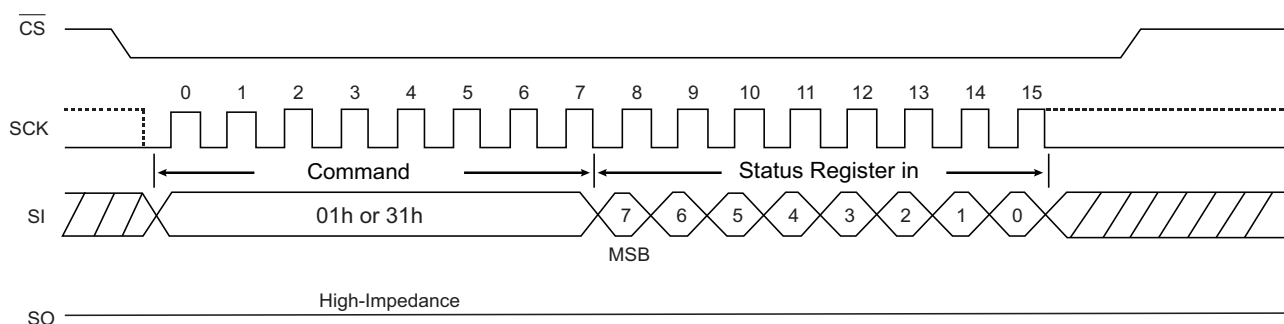 CS
0 1 2 3 4 5 6 7 8 9 10 11 12 13 14 15
SCK
Command Status Register in
SI 01h or 31h 7 6 5 4 3 2 1 0
MSB
High-Impedance
SO